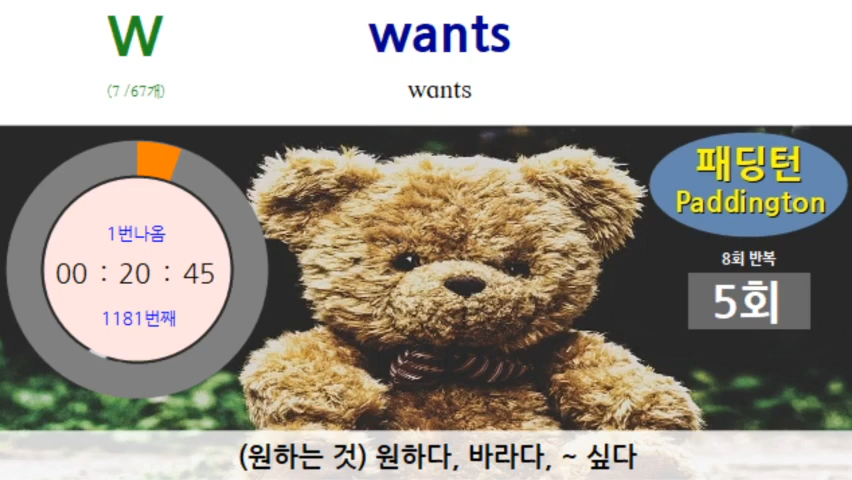 W
(7 /67개)
wants
wants
1번나옴
00 : 20 : 45
1181번째
패딩턴
Paddington
8회 반복
5회
(원하는 것) 원하다, 바라다, ~ 싶다